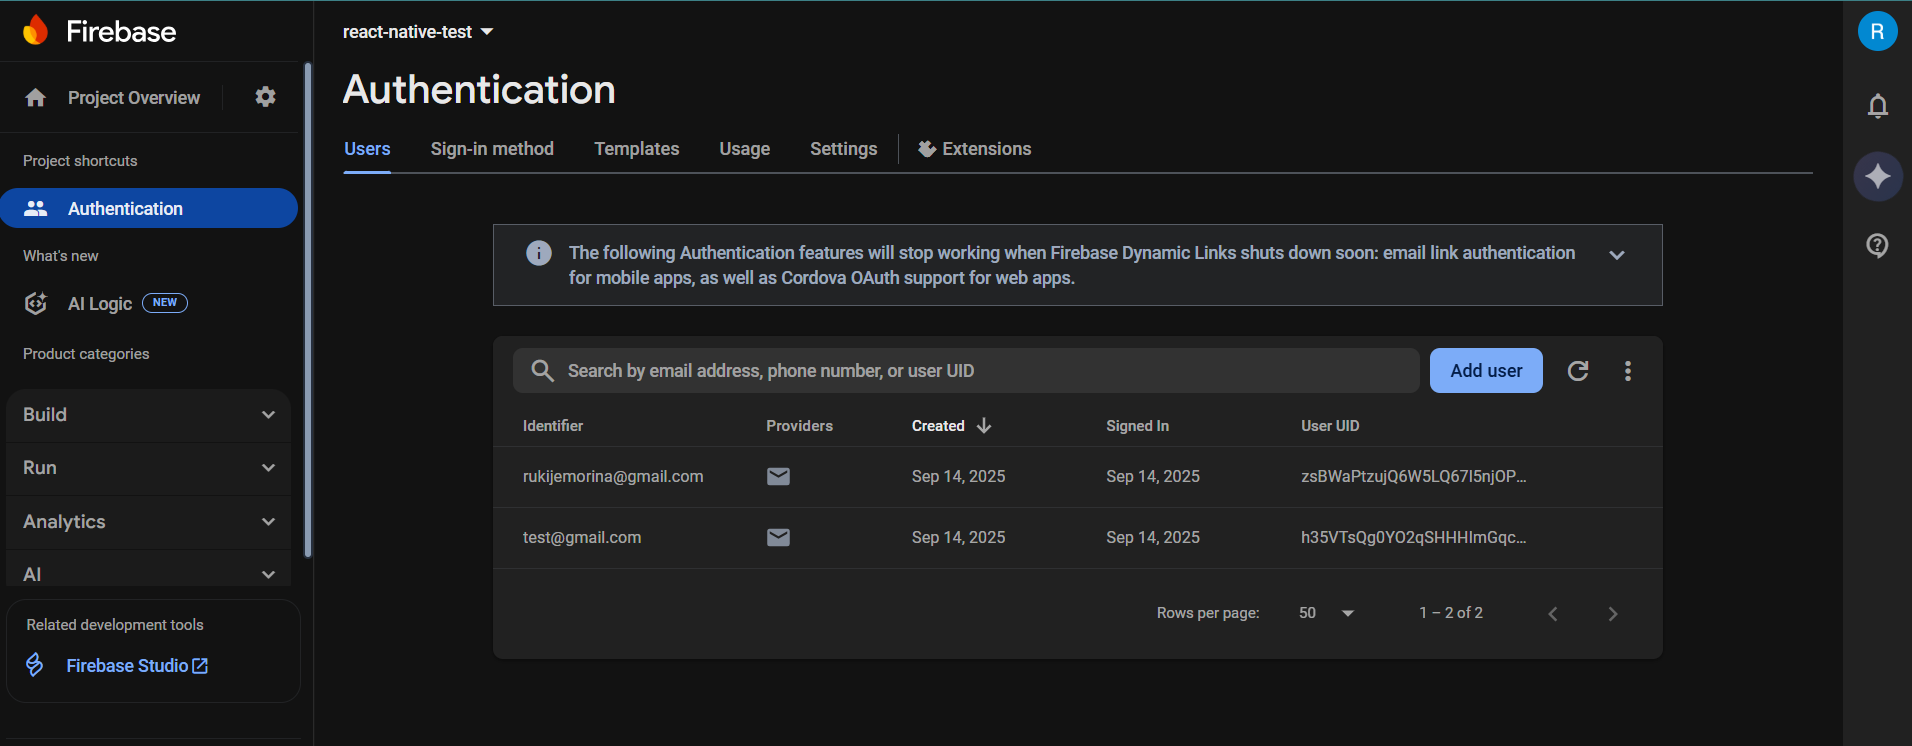 Firebase
Project Overview
Project shortcuts
Authentication
What's new
AI Logic NEW
Product categories
Build
Run
Analytics
AI
Related development tools
Firebase Studio
react-native-test
Authentication
Users Sign-in method Templates Usage Settings Extensions
The following Authentication features will stop working when Firebase Dynamic Links shuts down soon: email link authentication
for mobile apps, as well as Cordova OAuth support for web apps.
Search by email address, phone number, or user UID Add user
Identifier Providers Created Signed In User UID
rukijemorina@gmail.com Sep 14, 2025 Sep 14, 2025 zsBWaPtzujQ6W5LQ67I5njOP...
test@gmail.com Sep 14, 2025 Sep 14, 2025 h35VTsQg0YO2qSHHHImGqc...
Rows per page: 50 1 – 2 of 2
R